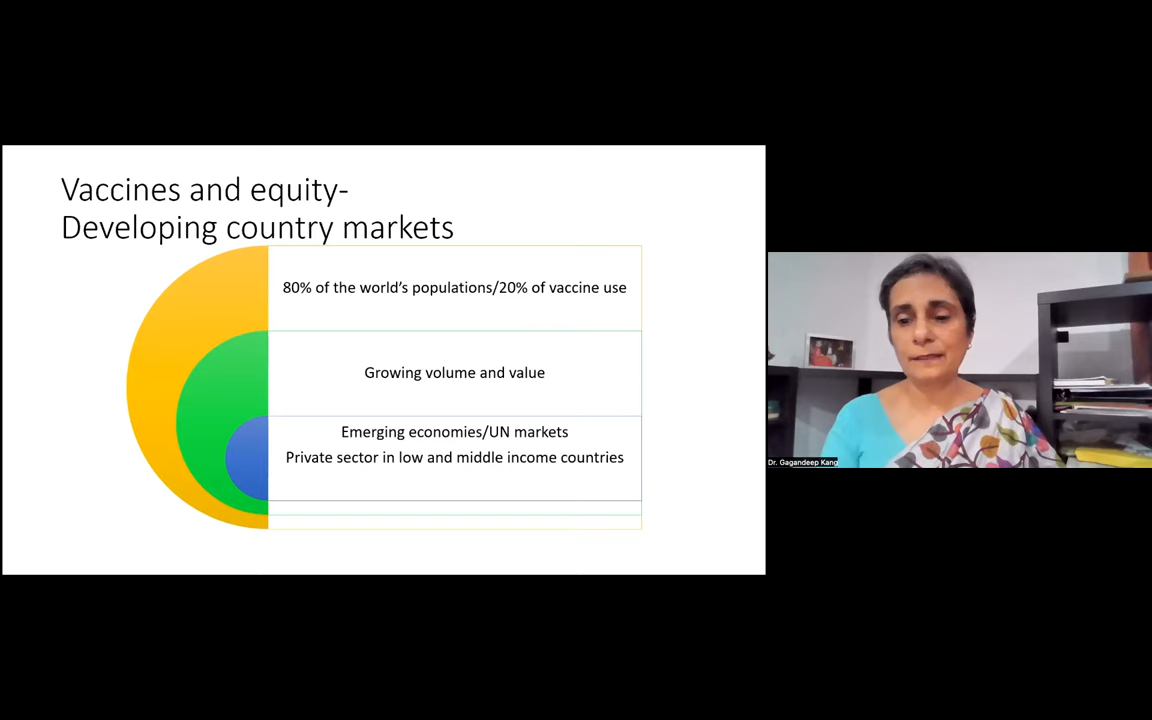 Vaccines and equity-
Developing country markets
80% of the world’s populations/20% of vaccine use
Growing volume and value
Emerging economies/UN markets
Private sector in low and middle income countries
Dr. Gagandeep Kang